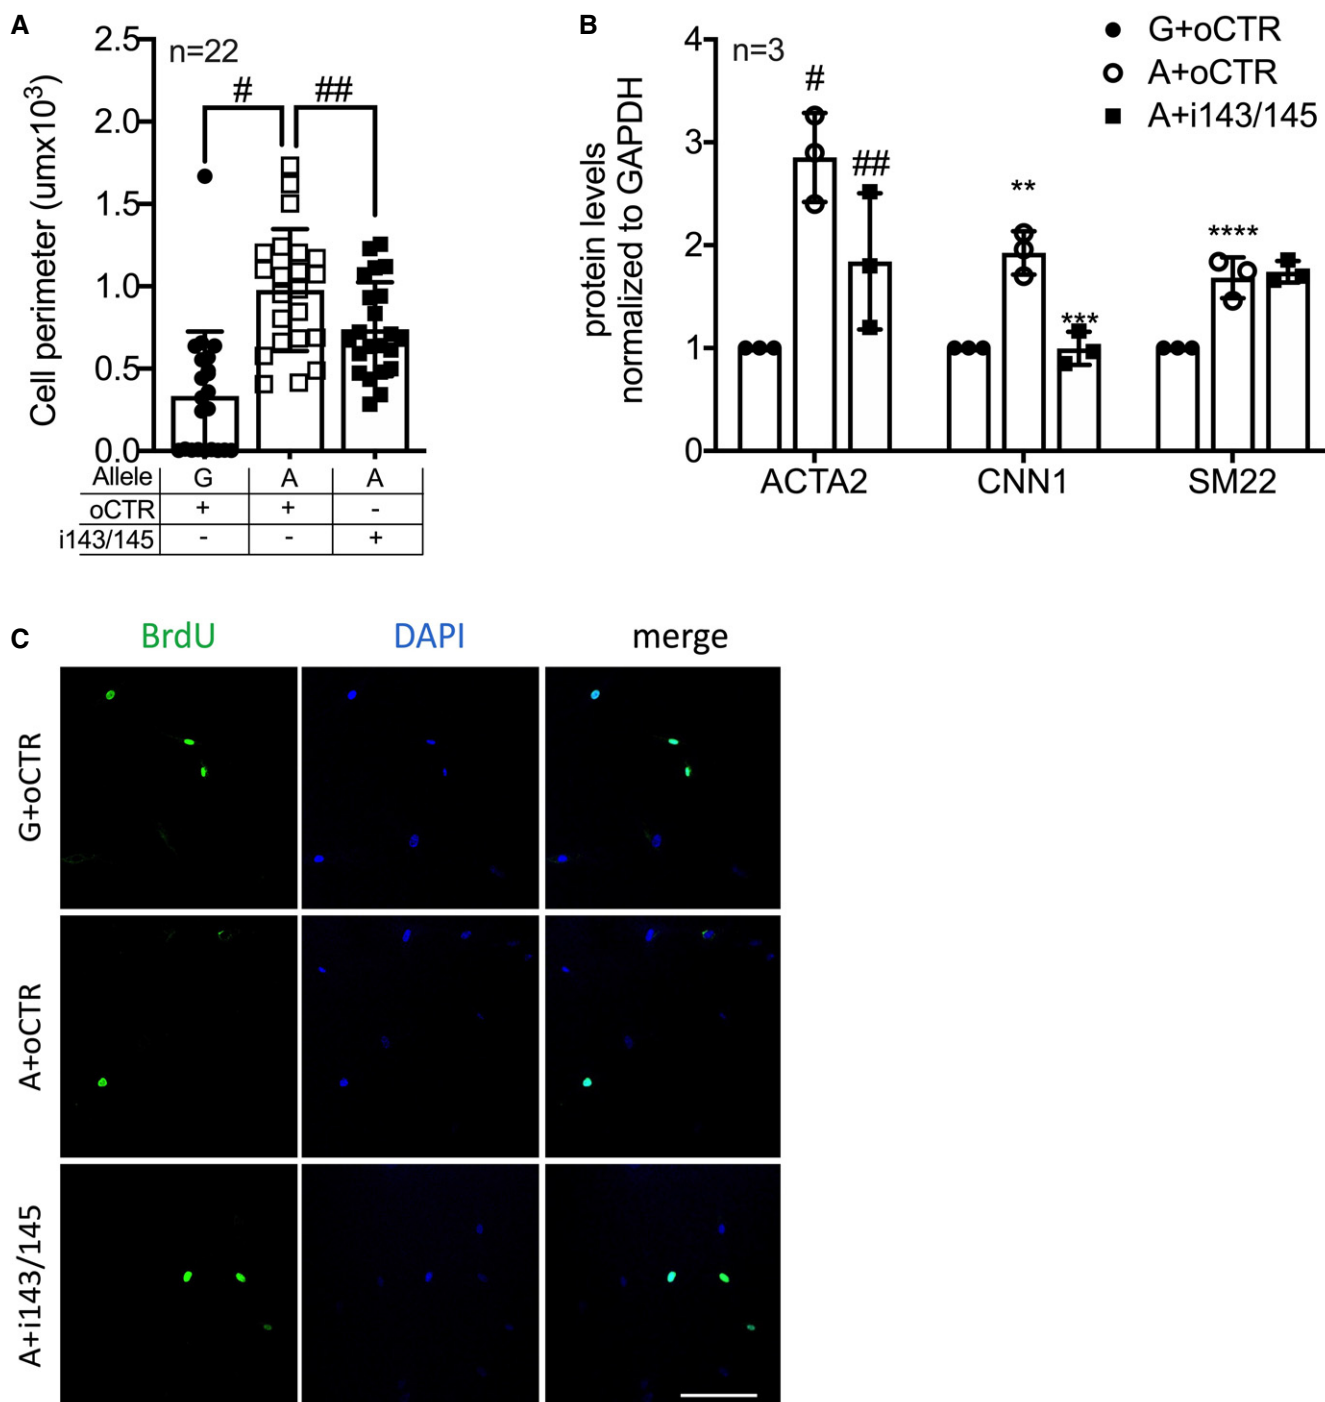 A
2.5
2.0
1.5
1.0
0.5
0.0
Cell perimeter (umx10³)
n=22
#
##
Allele G A A
oCTR + + -
i143/145 - - +
B
4
3
2
1
0
protein levels
normalized to GAPDH
n=3
#
##
**
***
****
ACTA2 CNN1 SM22
G+oCTR
A+oCTR
A+i143/145
C
BrdU DAPI merge
G+oCTR
A+oCTR
A+i143/145